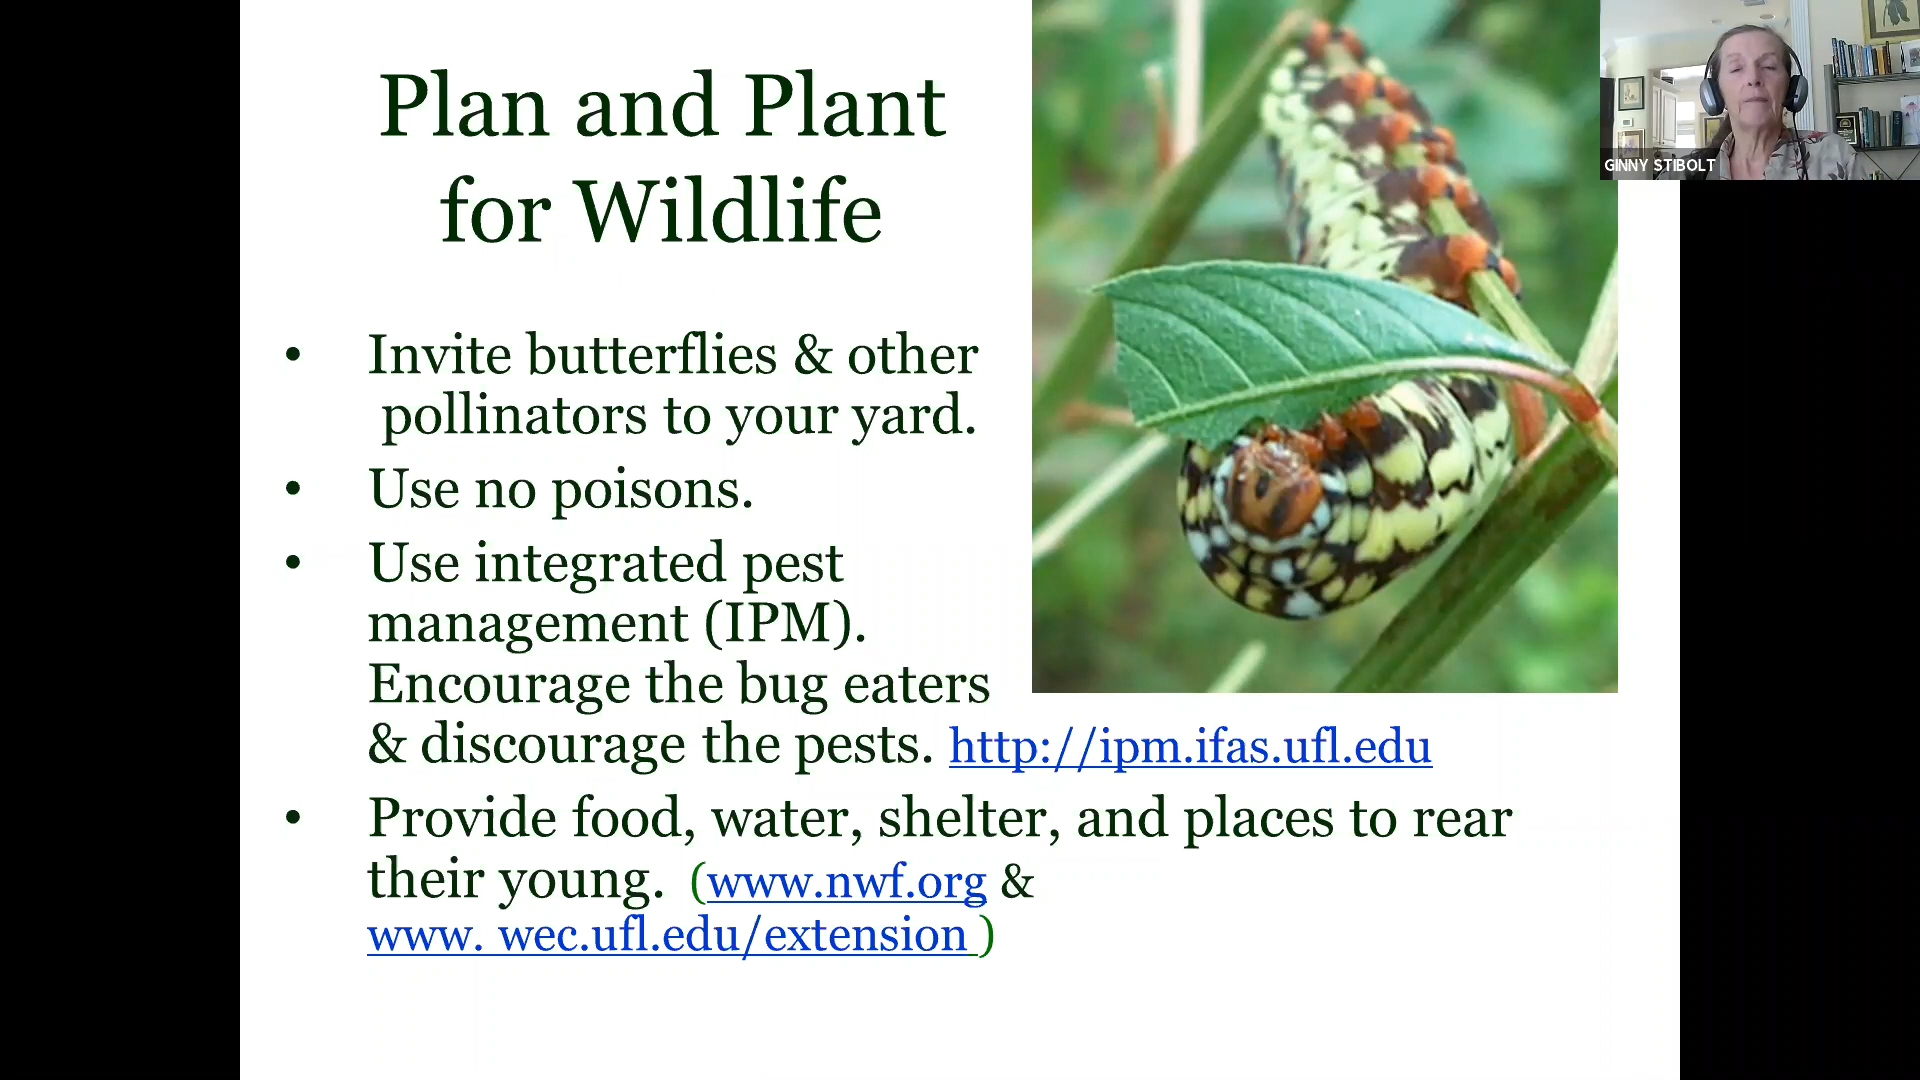 Plan and Plant
for Wildlife
GINNY STIBOLT
• Invite butterflies & other
pollinators to your yard.
• Use no poisons.
• Use integrated pest
management (IPM).
Encourage the bug eaters
& discourage the pests. http://ipm.ifas.ufl.edu
• Provide food, water, shelter, and places to rear
their young. (www.nwf.org &
www. wec.ufl.edu/extension )